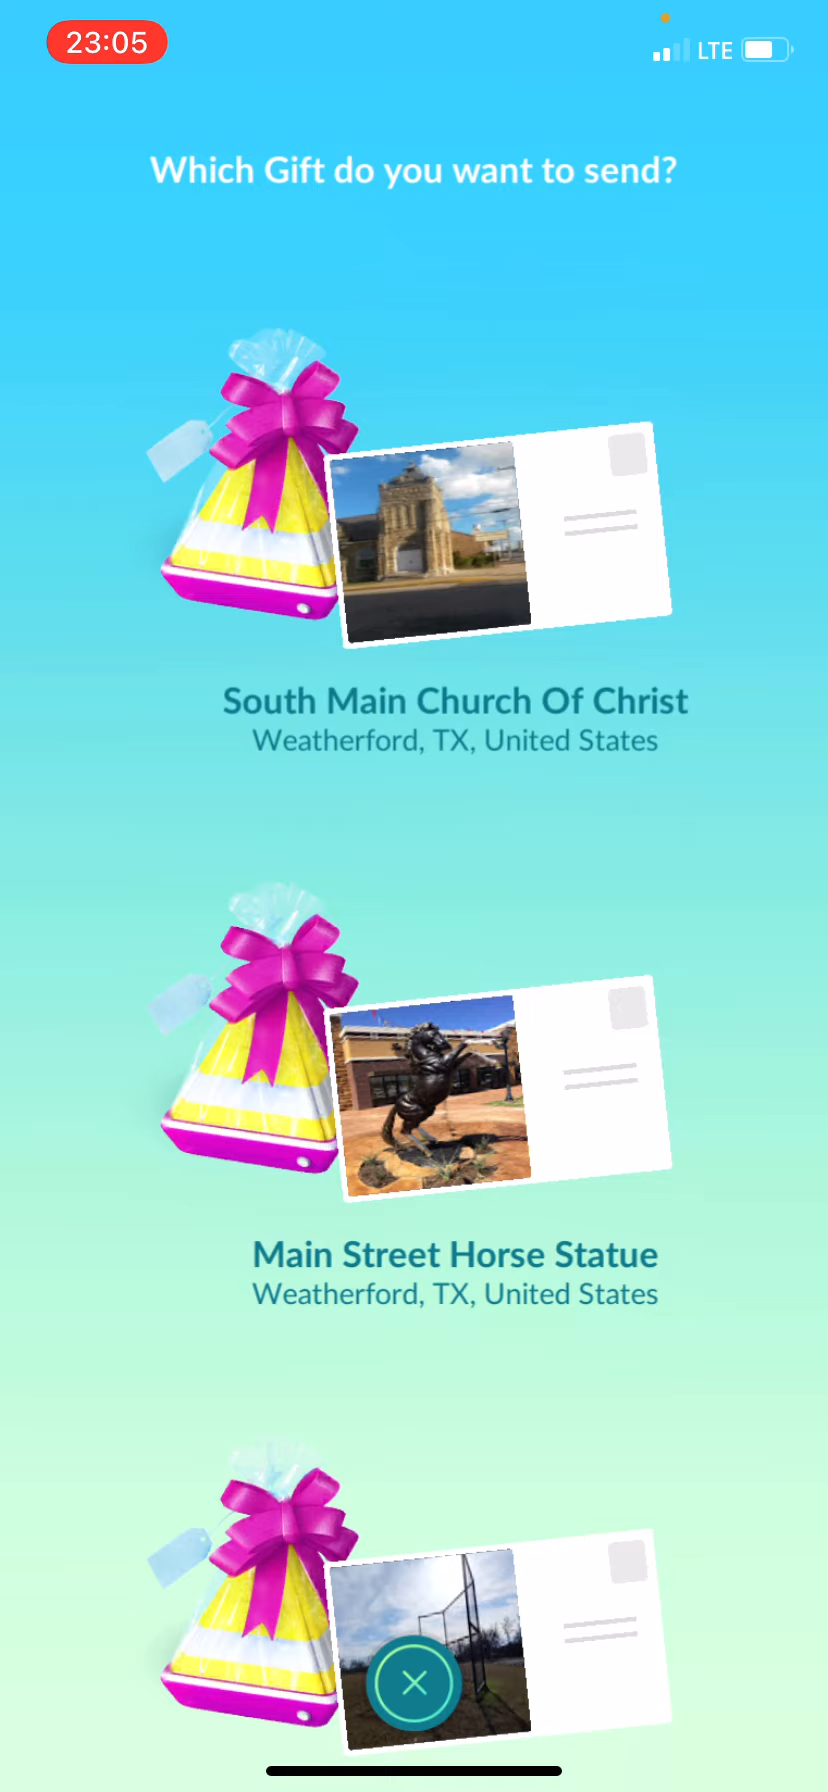 23:05
LTE
Which Gift do you want to send?
South Main Church Of Christ
Weatherford, TX, United States
Main Street Horse Statue
Weatherford, TX, United States